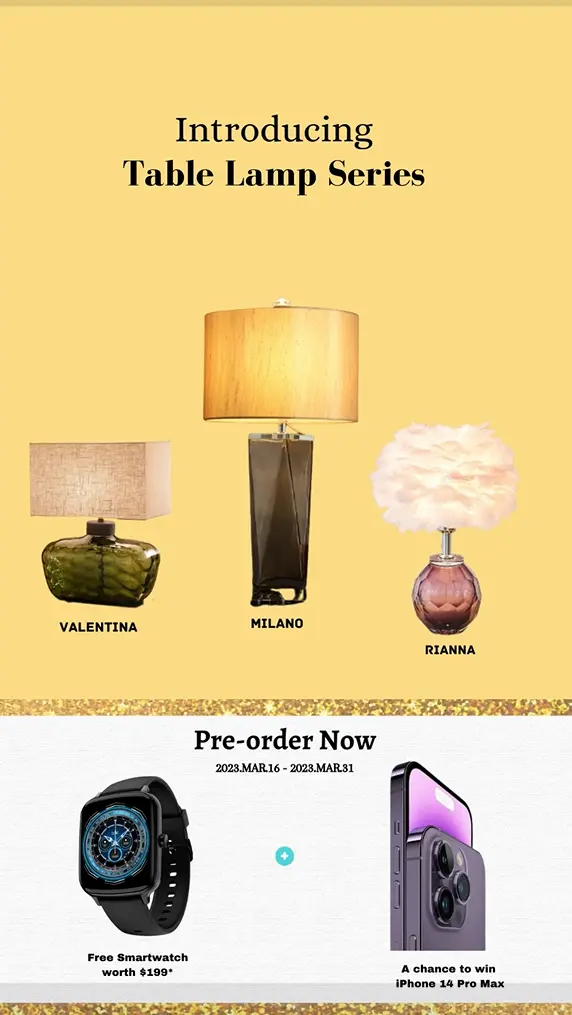 Introducing
Table Lamp Series
VALENTINA
MILANO
RIANNA
Pre-order Now
2023.MAR.16 - 2023.MAR.31
Free Smartwatch
worth $199*
A chance to win
iPhone 14 Pro Max